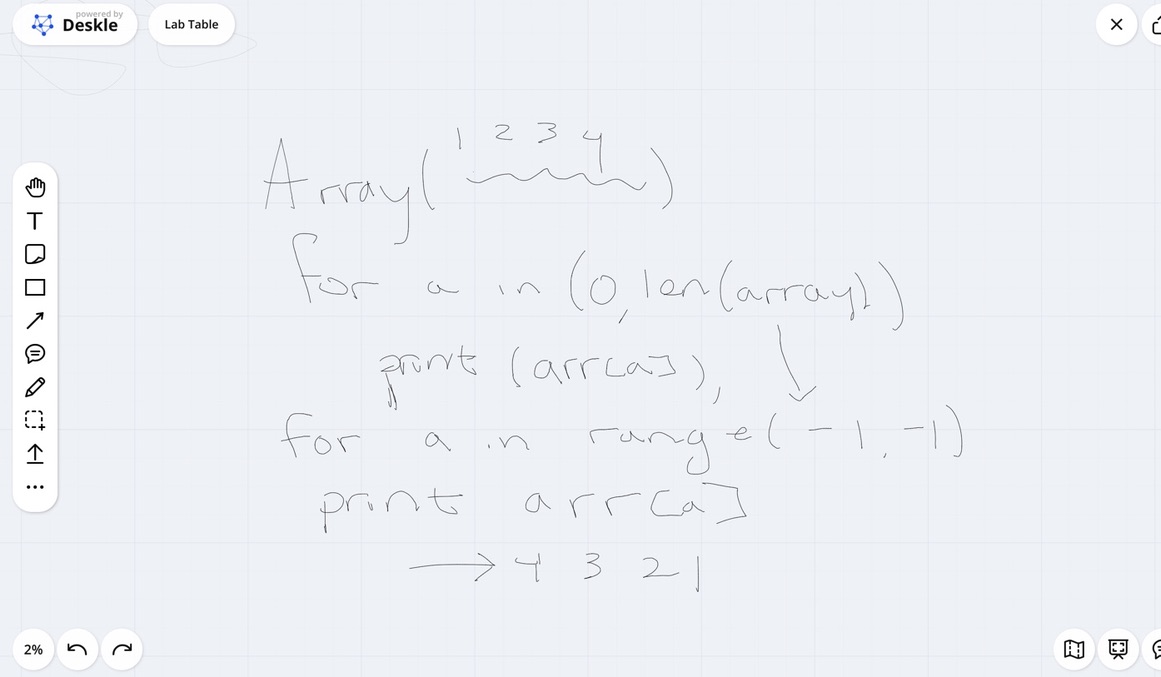 powered by
Deskle
Lab Table
1 2 3 4
Array( )
for a in (0, len(array))
print (arr[a]),
for a in range( -1, -1)
print arr[a]
→ 4 3 2 1
T
2%